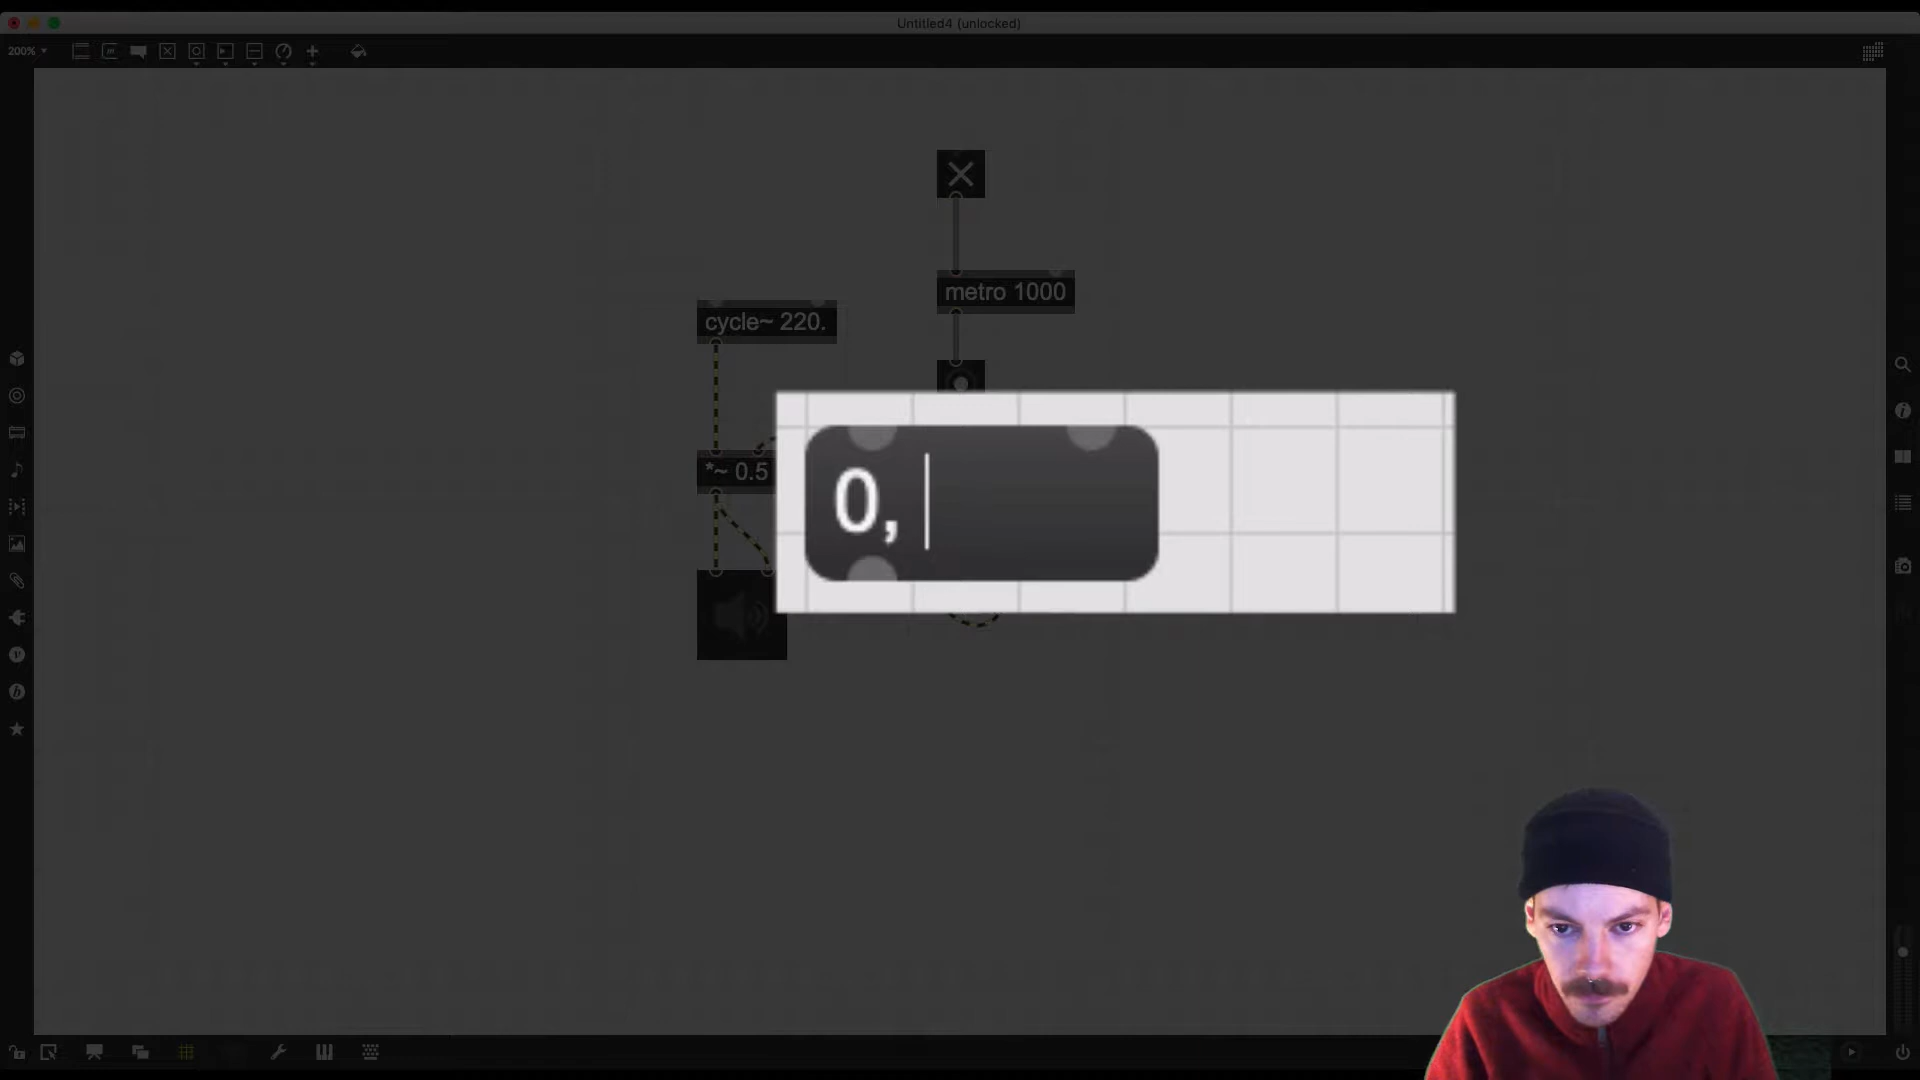 Untitled4 (unlocked)
200%
metro 1000
cycle~ 220.
*~ 0.5
0,